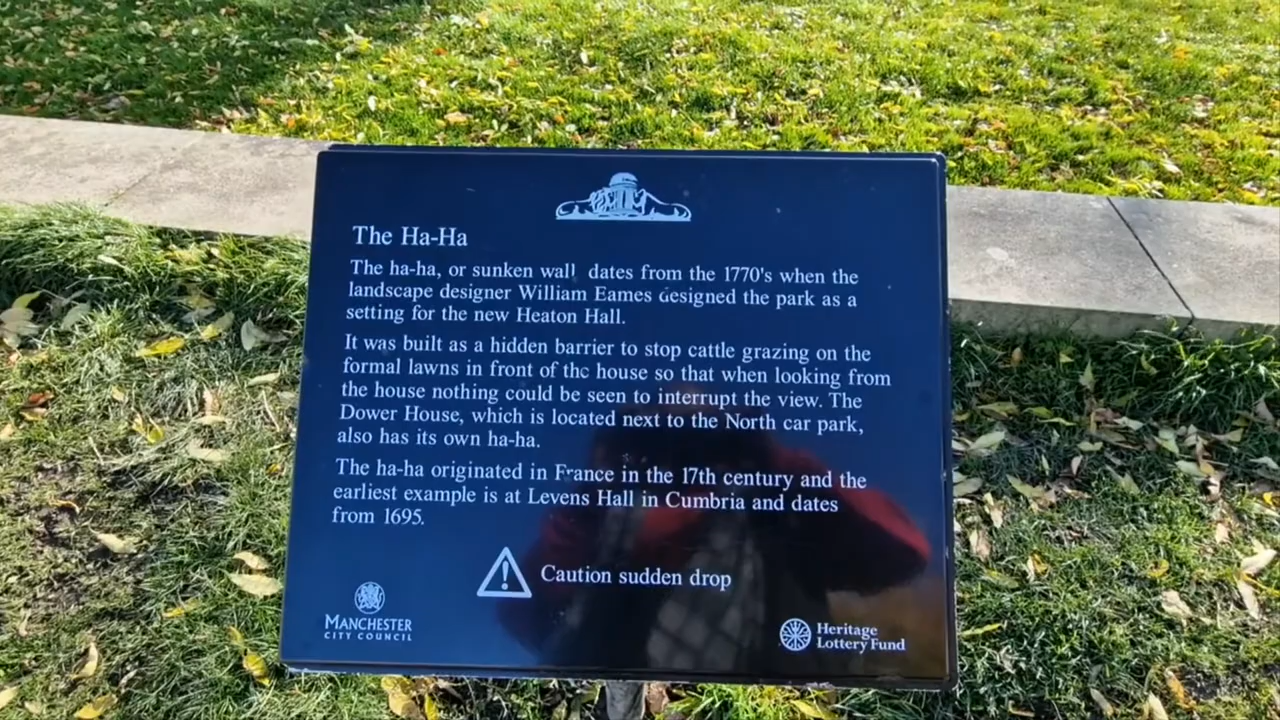 The Ha-Ha
The ha-ha, or sunken wall dates from the 1770's when the
landscape designer William Eames designed the park as a
setting for the new Heaton Hall.
It was built as a hidden barrier to stop cattle grazing on the
formal lawns in front of the house so that when looking from
the house nothing could be seen to interrupt the view. The
Dower House, which is located next to the North car park,
also has its own ha-ha.
The ha-ha originated in France in the 17th century and the
earliest example is at Levens Hall in Cumbria and dates
from 1695.
Caution sudden drop
MANCHESTER
CITY COUNCIL
Heritage
Lottery Fund